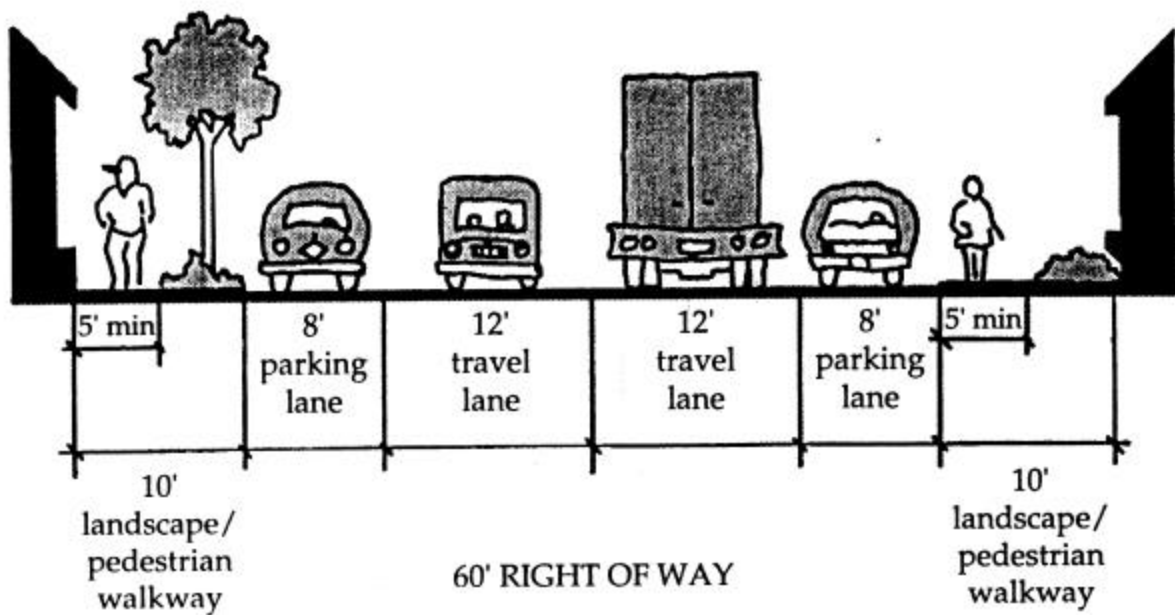 5' min
8'
parking
lane
12'
travel
lane
12'
travel
lane
8'
parking
lane
5' min
10'
landscape/
pedestrian
walkway
60' RIGHT OF WAY
10'
landscape/
pedestrian
walkway